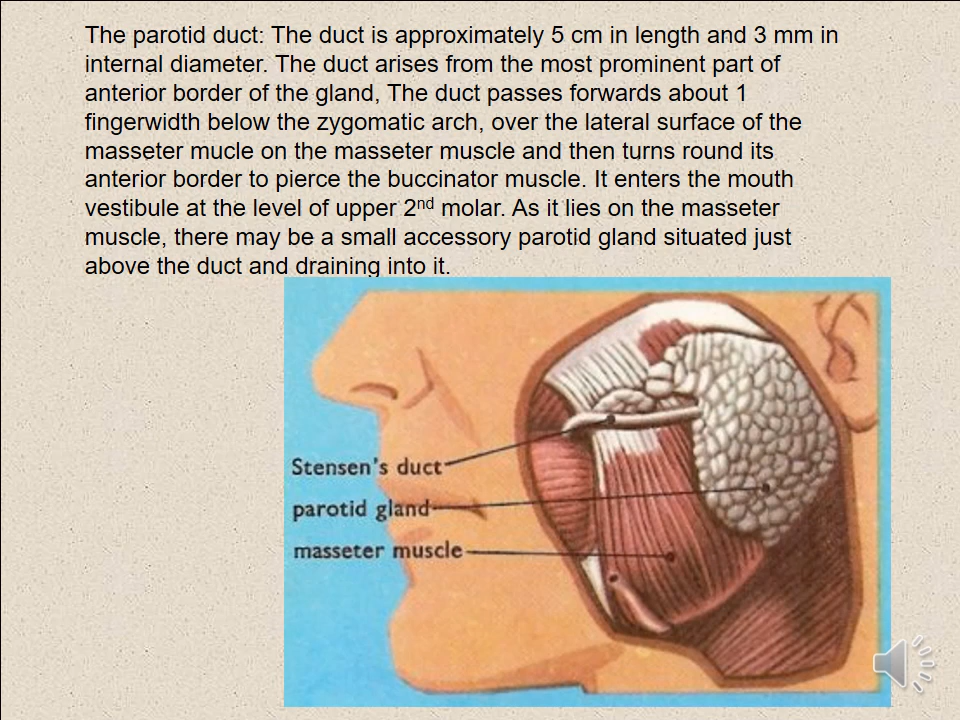 The parotid duct: The duct is approximately 5 cm in length and 3 mm in
internal diameter. The duct arises from the most prominent part of
anterior border of the gland, The duct passes forwards about 1
fingerwidth below the zygomatic arch, over the lateral surface of the
masseter mucle on the masseter muscle and then turns round its
anterior border to pierce the buccinator muscle. It enters the mouth
vestibule at the level of upper 2nd molar. As it lies on the masseter
muscle, there may be a small accessory parotid gland situated just
above the duct and draining into it.
Stensen's duct
parotid gland
masseter muscle